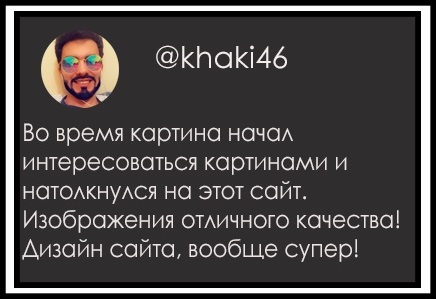 @khaki46
Во время картина начал
интересоваться картинами и
натолкнулся на этот сайт.
Изображения отличного качества!
Дизайн сайта, вообще супер!